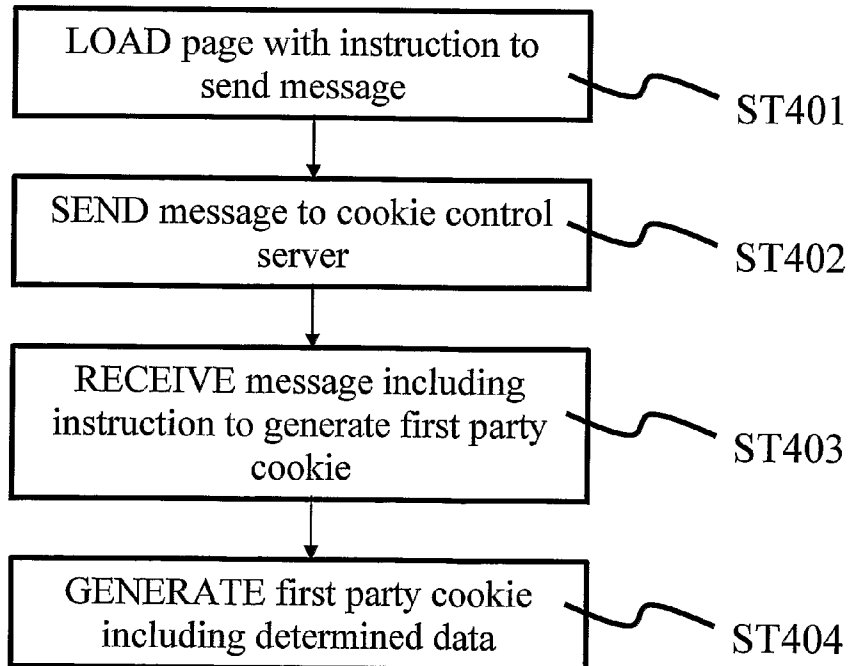 LOAD page with instruction to
send message
ST401
SEND message to cookie control
server
ST402
RECEIVE message including
instruction to generate first party
cookie
ST403
GENERATE first party cookie
including determined data
ST404